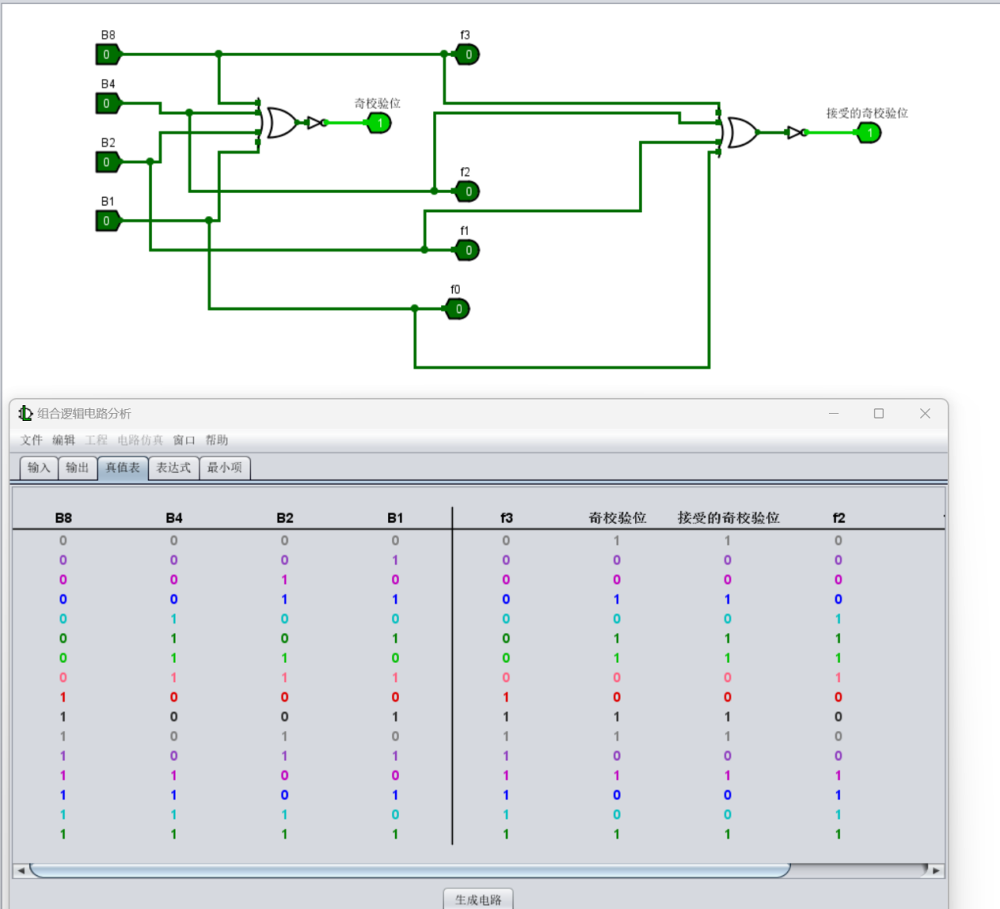 B8
0
f3
0
B4
0
奇校验位
1
接受的奇校验位
1
B2
0
f2
0
B1
0
f1
0
f0
0
组合逻辑电路分析
文件 编辑 工程 电路仿真 窗口 帮助
输入 输出 真值表 表达式 最小项
B8 B4 B2 B1 f3 奇校验位 接受的奇校验位 f2
0 0 0 0 0 1 1 0
0 0 0 1 0 0 0 0
0 0 1 0 0 0 0 0
0 0 1 1 0 1 1 0
0 1 0 0 0 0 0 1
0 1 0 1 0 1 1 1
0 1 1 0 0 1 1 1
0 1 1 1 0 0 0 1
1 0 0 0 1 0 0 0
1 0 0 1 1 1 1 0
1 0 1 0 1 1 1 0
1 0 1 1 1 0 0 0
1 1 0 0 1 1 1 1
1 1 0 1 1 0 0 1
1 1 1 0 1 0 0 1
1 1 1 1 1 1 1 1
生成电路